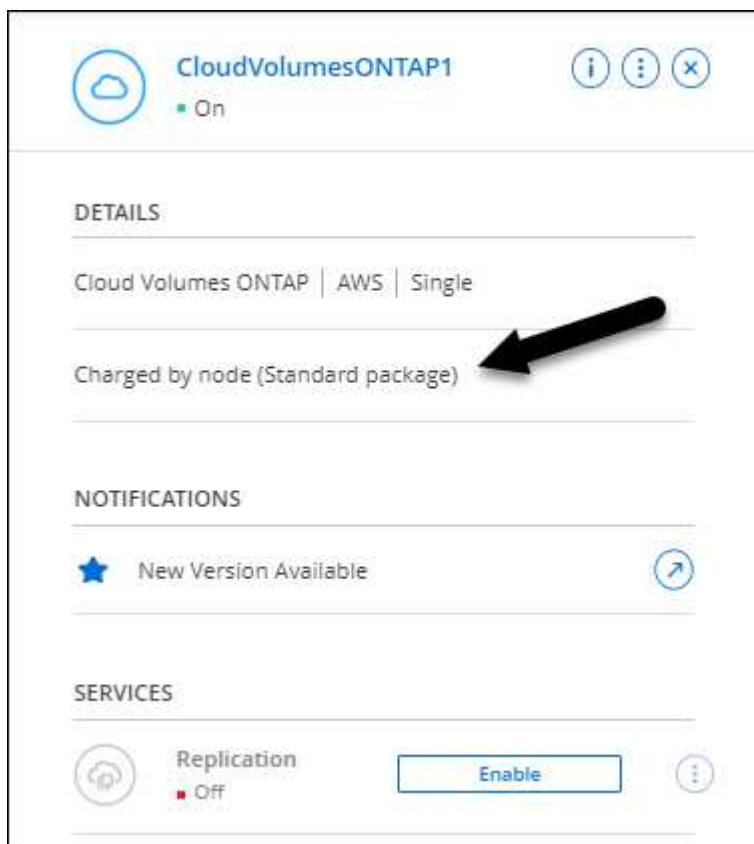 CloudVolumesONTAP1
On
DETAILS
Cloud Volumes ONTAP | AWS | Single
Charged by node (Standard package)
NOTIFICATIONS
New Version Available
SERVICES
Replication
Enable
Off